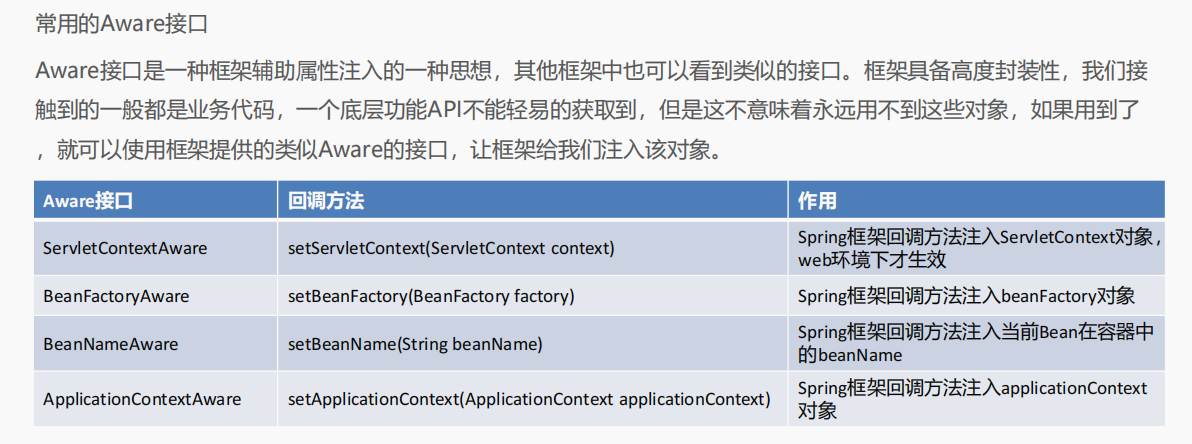 常用的Aware接口
Aware接口是一种框架辅助属性注入的一种思想，其他框架中也可以看到类似的接口。框架具备高度封装性，我们接
触到的一般都是业务代码，一个底层功能API不能轻易的获取到，但是这不意味着永远用不到这些对象，如果用到了
，就可以使用框架提供的类似Aware的接口，让框架给我们注入该对象。
Aware接口 回调方法 作用
ServletContextAware setServletContext(ServletContext context) Spring框架回调方法注入ServletContext对象，
web环境下才生效
BeanFactoryAware setBeanFactory(BeanFactory factory) Spring框架回调方法注入beanFactory对象
BeanNameAware setBeanName(String beanName) Spring框架回调方法注入当前Bean在容器中
的beanName
ApplicationContextAware setApplicationContext(ApplicationContext applicationContext) Spring框架回调方法注入applicationContext
对象